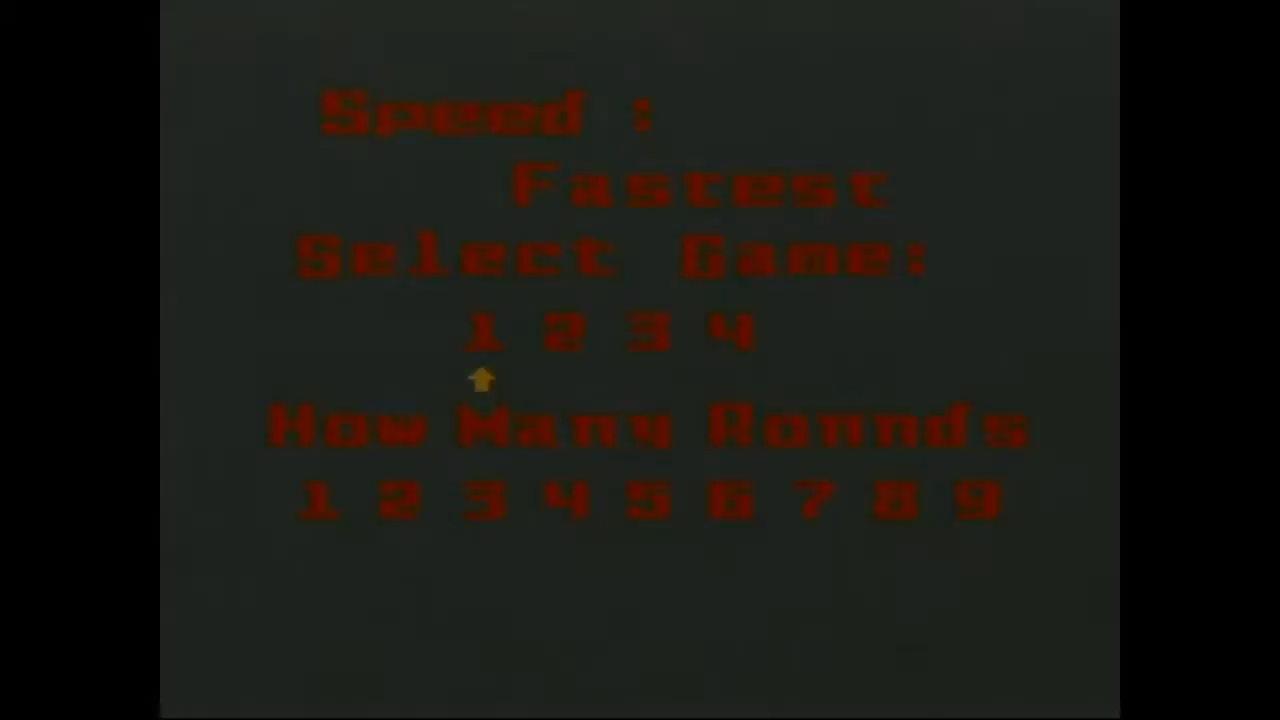 Speed :
Fastest
Select Game:
1 2 3 4
How Many Ronnds
1 2 3 4 5 6 7 8 9